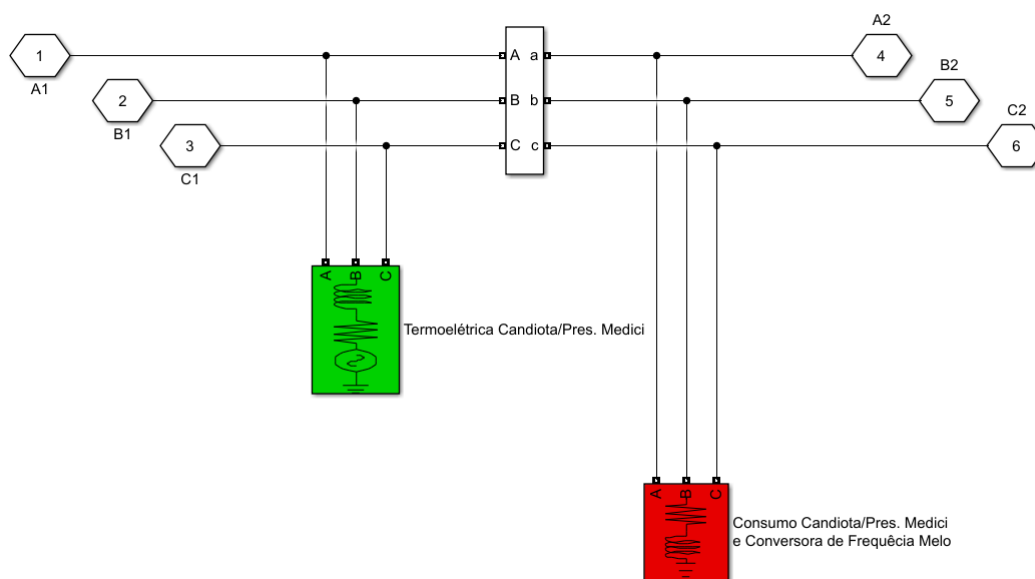 1
A1
2
B1
3
C1
A a
B b
C c
A2
4
B2
5
C2
6
A B C
Termoelétrica Candiota/Pres. Medici
A B C
Consumo Candiota/Pres. Medici
e Conversora de Frequêcia Melo